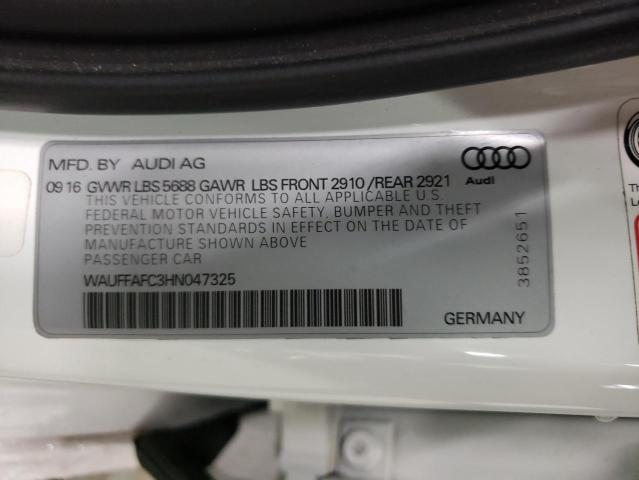 MFD. BY AUDI AG
09 16 GVWR LBS 5688 GAWR LBS FRONT 2910 /REAR 2921
THIS VEHICLE CONFORMS TO ALL APPLICABLE U.S.
FEDERAL MOTOR VEHICLE SAFETY, BUMPER AND THEFT
PREVENTION STANDARDS IN EFFECT ON THE DATE OF
MANUFACTURE SHOWN ABOVE
PASSENGER CAR
WAUFFAFC3HN047325
GERMANY
Audi
3852651